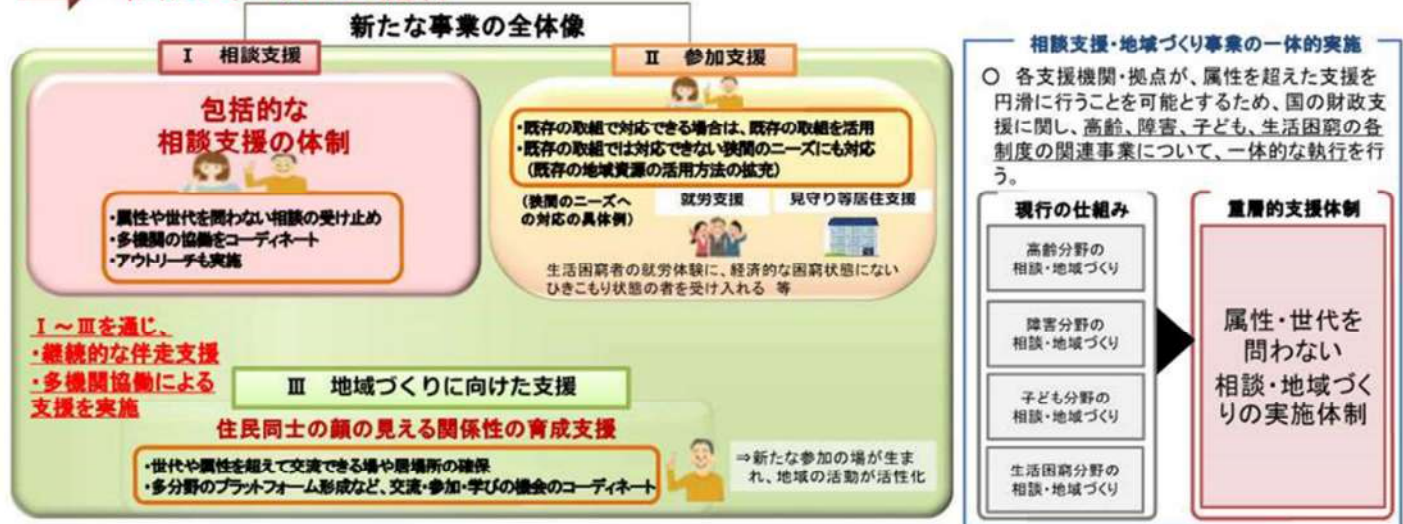 新たな事業の全体像
Ⅰ 相談支援
包括的な
相談支援の体制
・属性や世代を問わない相談の受け止め
・多機関の協働をコーディネート
・アウトリーチも実施
Ⅱ 参加支援
・既存の取組で対応できる場合は、既存の取組を活用
・既存の取組では対応できない狭間のニーズにも対応
(既存の地域資源の活用方法の拡充)
(狭間のニーズへ
の対応の具体例)
就労支援
見守り等居住支援
生活困窮者の就労体験に、経済的な困窮状態にない
ひきこもり状態の者を受け入れる 等
Ⅰ~Ⅲを通じ、
・継続的な伴走支援
・多機関協働による
支援を実施
Ⅲ 地域づくりに向けた支援
住民同士の顔の見える関係性の育成支援
・世代や属性を超えて交流できる場や居場所の確保
・多分野のプラットフォーム形成など、交流・参加・学びの機会のコーディネート
⇒新たな参加の場が生ま
れ、地域の活動が活性化
相談支援・地域づくり事業の一体的実施
○ 各支援機関・拠点が、属性を超えた支援を
円滑に行うことを可能とするため、国の財政支
援に関し、高齢、障害、子ども、生活困窮の各
制度の関連事業について、一体的な執行を行
う。
現行の仕組み
高齢分野の
相談・地域づくり
障害分野の
相談・地域づくり
子ども分野の
相談・地域づくり
生活困窮分野の
相談・地域づくり
重層的支援体制
属性・世代を
問わない
相談・地域づく
りの実施体制